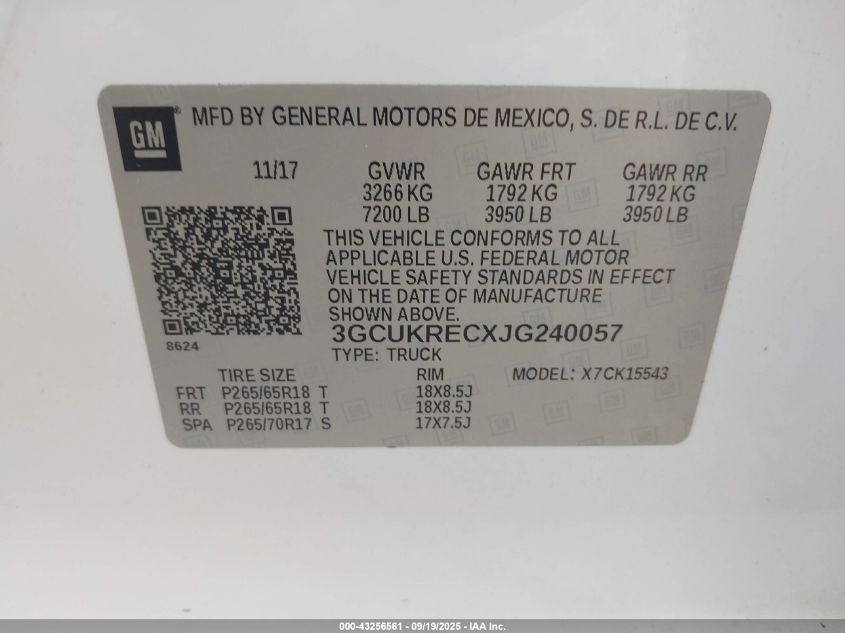 GM® MFD BY GENERAL MOTORS DE MEXICO, S. DE R.L. DE C.V.
11/17 GVWR GAWR FRT GAWR RR
3266 KG 1792 KG 1792 KG
7200 LB 3950 LB 3950 LB
THIS VEHICLE CONFORMS TO ALL
APPLICABLE U.S. FEDERAL MOTOR
VEHICLE SAFETY STANDARDS IN EFFECT
ON THE DATE OF MANUFACTURE
SHOWN ABOVE.
3GCUKRECXJG240057
8624
TYPE: TRUCK
TIRE SIZE RIM MODEL: X7CK15543
FRT P265/65R18 T 18X8.5J
RR P265/65R18 T 18X8.5J
SPA P265/70R17 S 17X7.5J
000-43256561 - 09/19/2025 - IAA Inc.